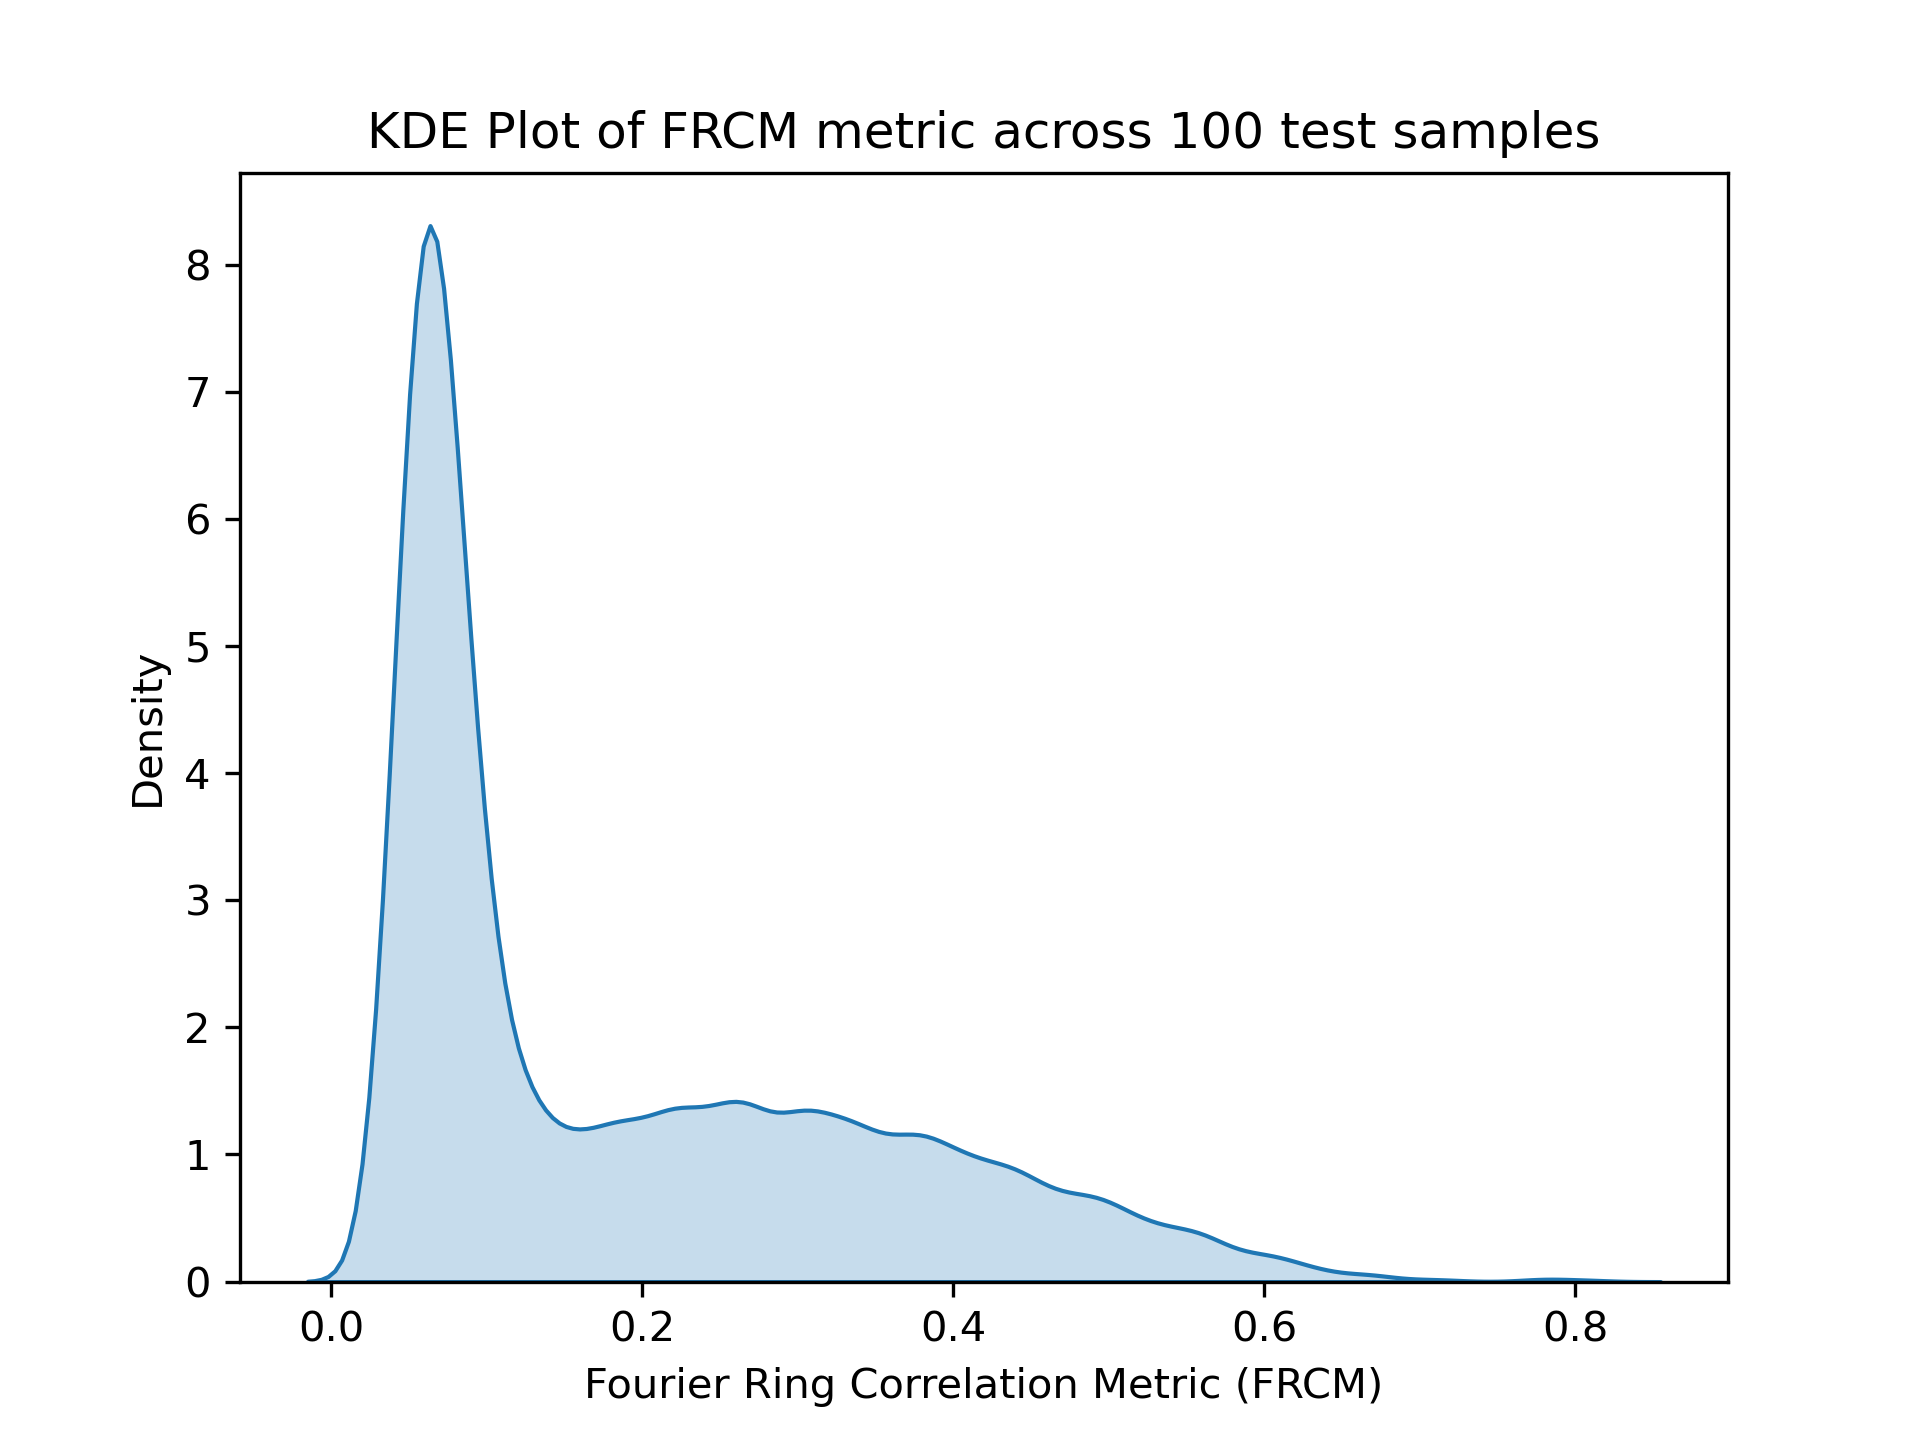 KDE Plot of FRCM metric across 100 test samples
8
7
6
5
4
3
2
1
0
Density
0.0 0.2 0.4 0.6 0.8
Fourier Ring Correlation Metric (FRCM)